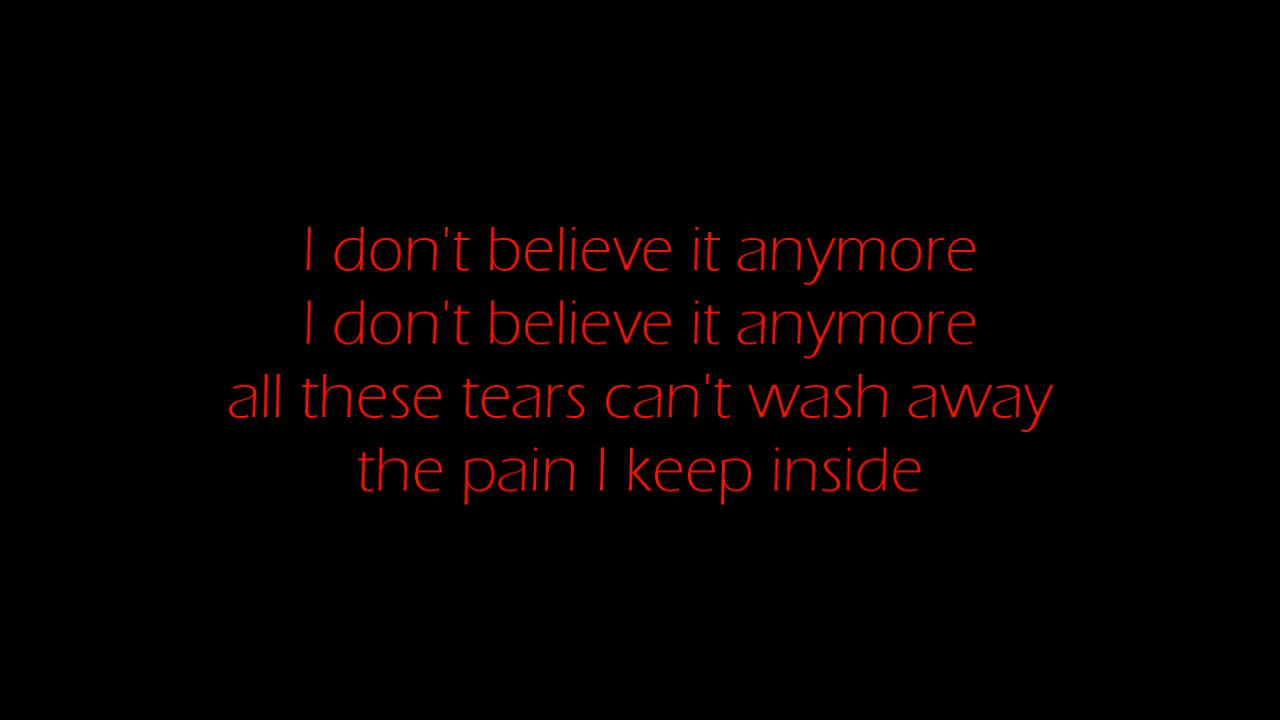 I don't believe it anymore
I don't believe it anymore
all these tears can't wash away
the pain I keep inside